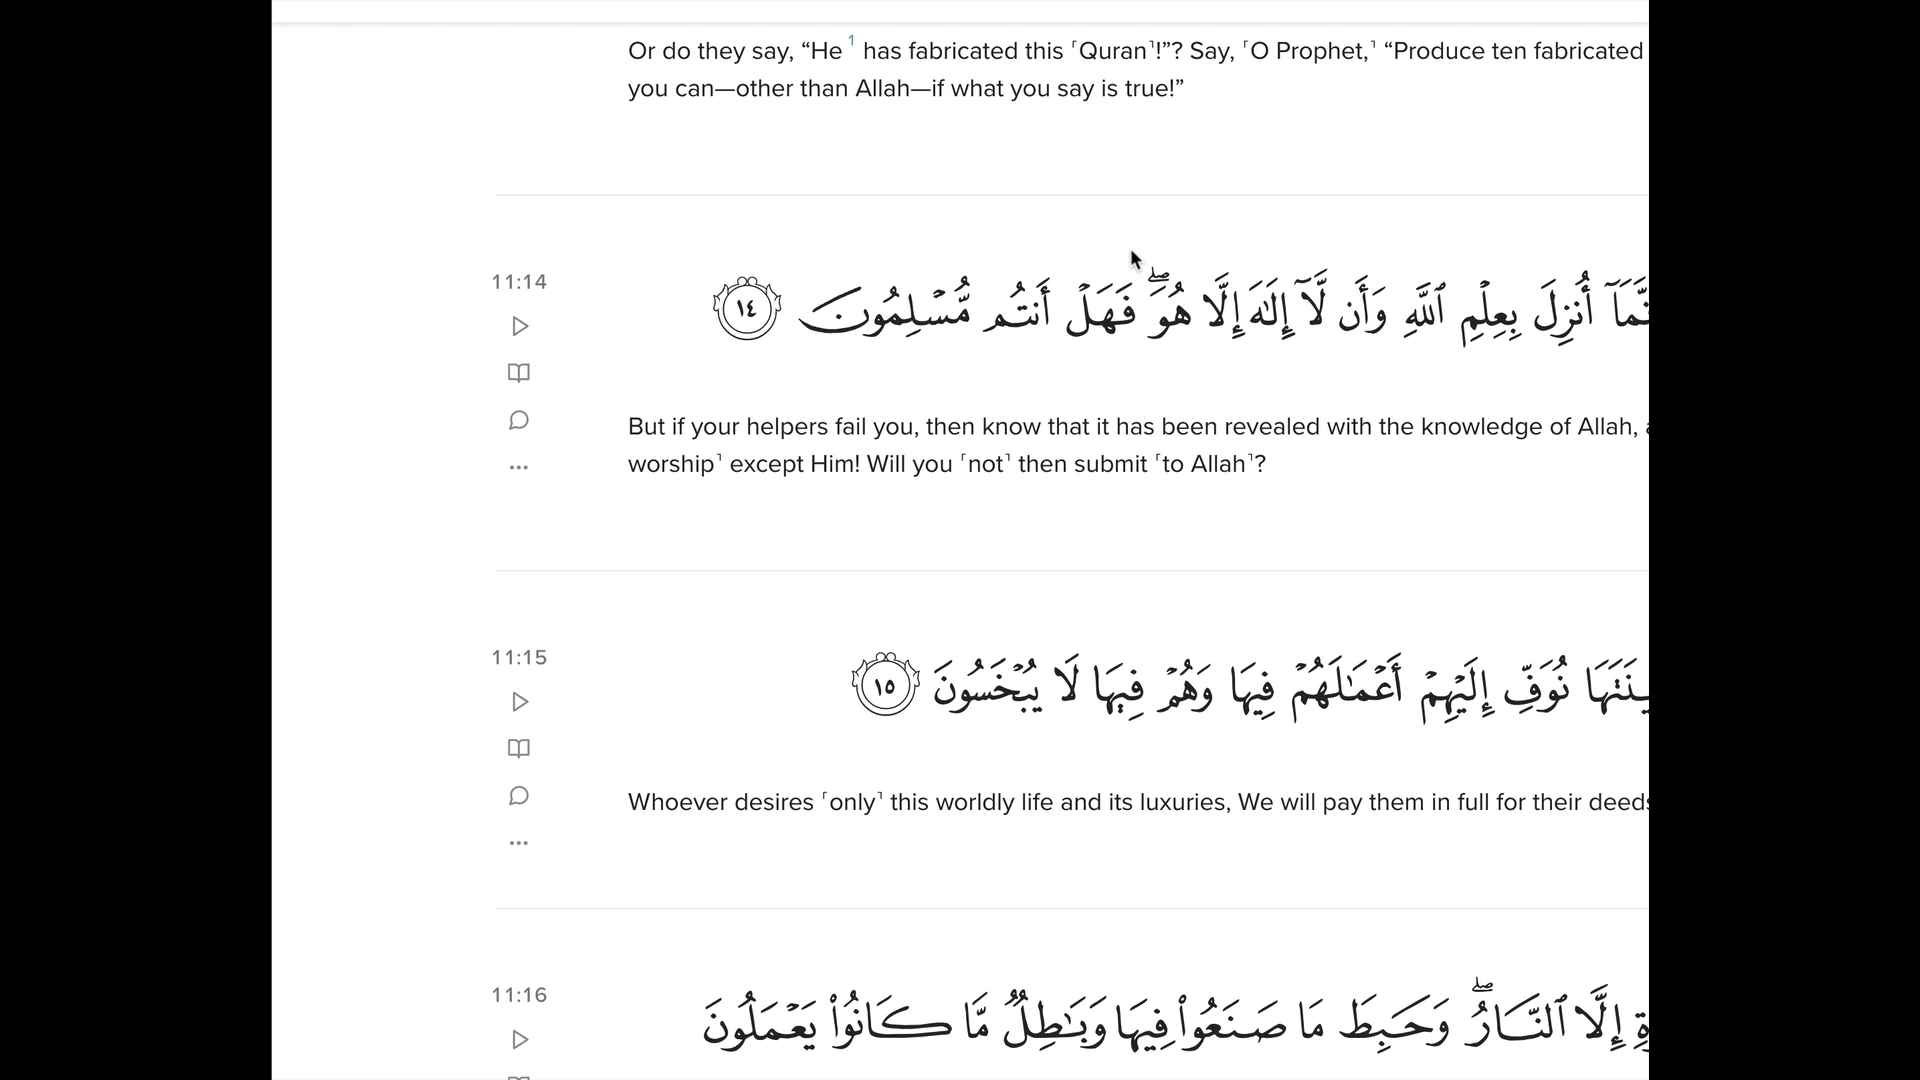 Or do they say, “He 1 has fabricated this ˹Quran˺!”? Say, ˹O Prophet,˺ “Produce ten fabricated
you can—other than Allah—if what you say is true!”
11:14
نَّمَآ أُنزِلَ بِعِلْمِ ٱللَّهِ وَأَن لَّآ إِلَـٰهَ إِلَّا هُوَ ۖ فَهَلْ أَنتُم مُّسْلِمُونَ ١٤
But if your helpers fail you, then know that it has been revealed with the knowledge of Allah,
worship˺ except Him! Will you ˹not˺ then submit ˹to Allah˺?
11:15
نُوَفِّ إِلَيْهِمْ أَعْمَـٰلَهُمْ فِيهَا وَهُمْ فِيهَا لَا يُبْخَسُونَ ١٥
Whoever desires ˹only˺ this worldly life and its luxuries, We will pay them in full for their deeds
11:16
إِلَّا ٱلنَّارُ ۖ وَحَبِطَ مَا صَنَعُوا۟ فِيهَا وَبَـٰطِلٌ مَّا كَانُوا۟ يَعْمَلُونَ